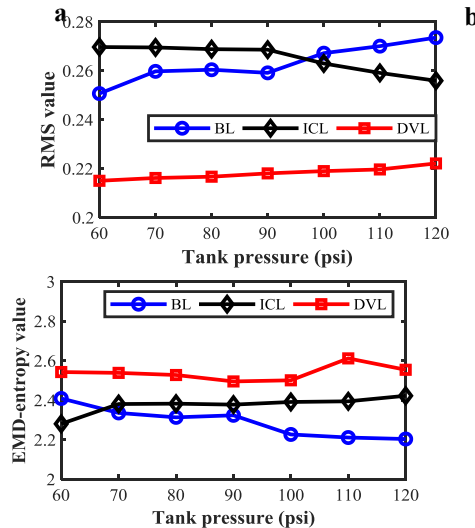 a
b
0.28
0.26
0.24
0.22
0.2
RMS value
BL ICL DVL
60 70 80 90 100 110 120
Tank pressure (psi)
3
2.8
2.6
2.4
2.2
2
EMD-entropy value
BL ICL DVL
60 70 80 90 100 110 120
Tank pressure (psi)